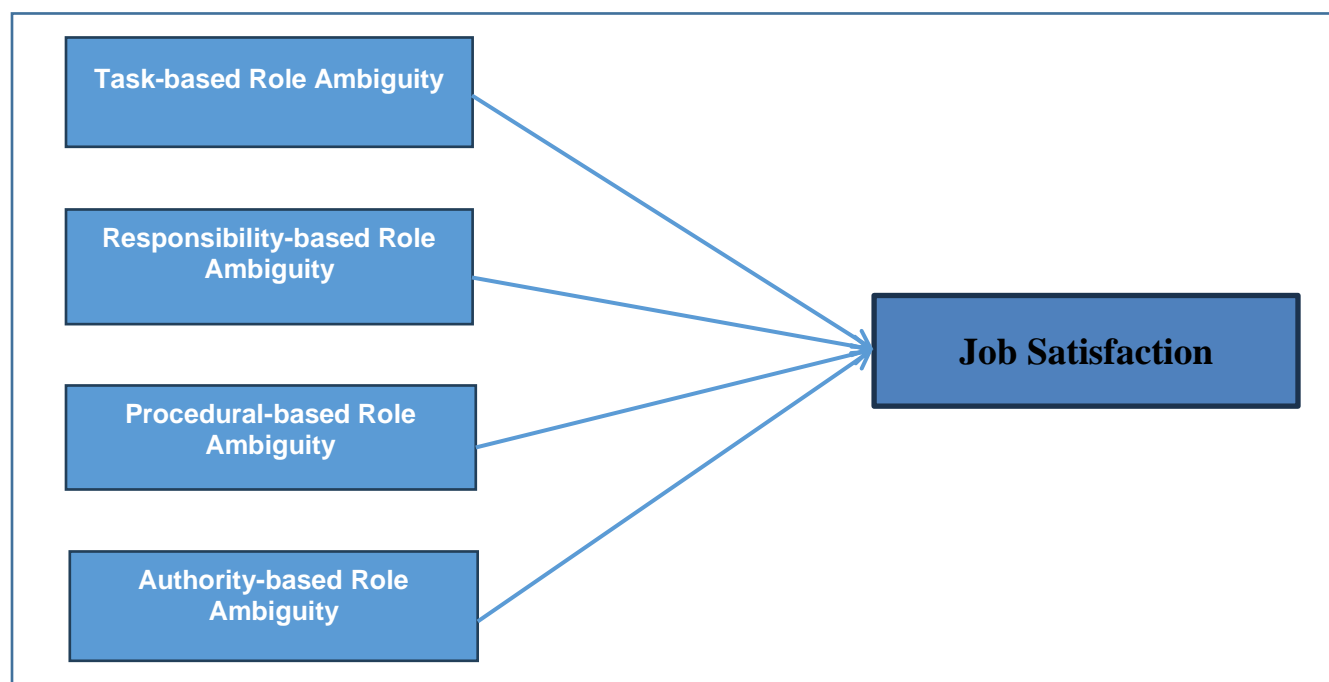 Task-based Role Ambiguity
Responsibility-based Role
Ambiguity
Procedural-based Role
Ambiguity
Authority-based Role
Ambiguity
Job Satisfaction